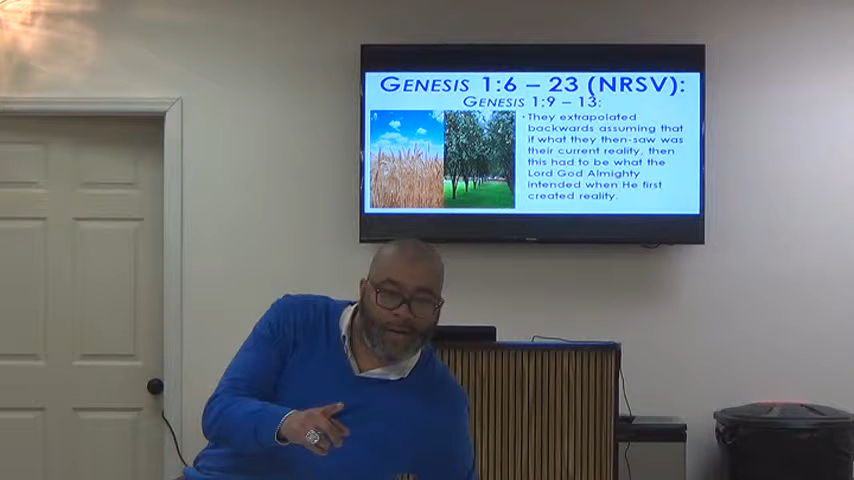 GENESIS 1:6 – 23 (NRSV):
GENESIS 1:9 – 13:
• They extrapolated
backwards assuming that
if what they then-saw was
their current reality, then
this had to be what the
Lord God Almighty
intended when He first
created reality.